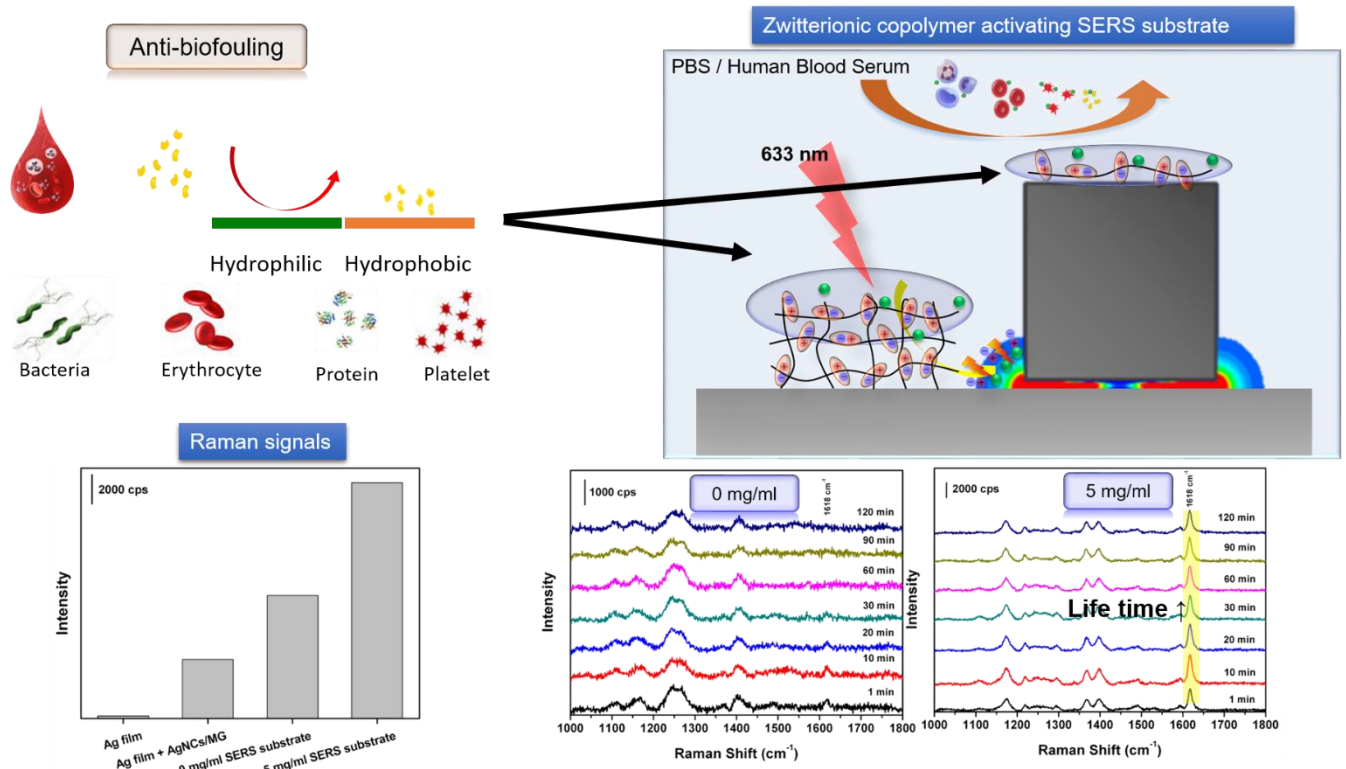 Anti-biofouling
Hydrophilic
Hydrophobic
Bacteria
Erythrocyte
Protein
Platelet
Zwitterionic copolymer activating SERS substrate
PBS / Human Blood Serum
633 nm
Raman signals
2000 cps
Intensity
Ag film
Ag film + AgNCs/MG
0 mg/ml SERS substrate
5 mg/ml SERS substrate
1000 cps
0 mg/ml
1618 cm⁻¹
120 min
90 min
60 min
30 min
20 min
10 min
1 min
Intensity
1000 1100 1200 1300 1400 1500 1600 1700 1800
Raman Shift (cm⁻¹)
2000 cps
5 mg/ml
1618 cm⁻¹
120 min
90 min
60 min
Life time ↑
30 min
20 min
10 min
1 min
Intensity
1000 1100 1200 1300 1400 1500 1600 1700 1800
Raman Shift (cm⁻¹)